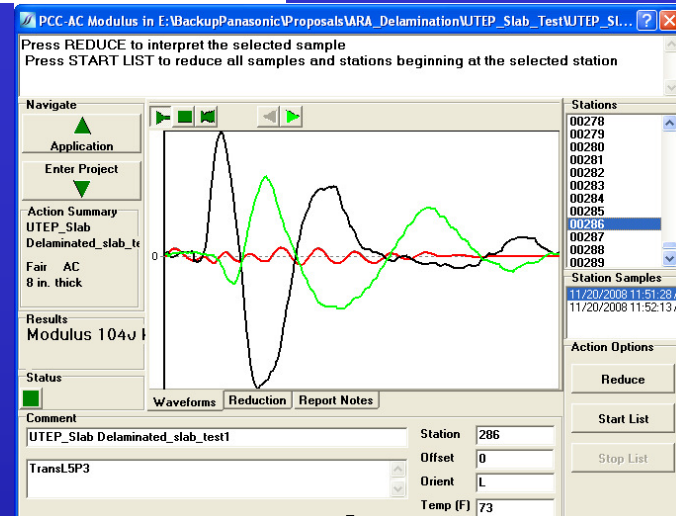 PCC-AC Modulus in E:\BackupPanasonic\Proposals\ARA_Delamination\UTEP_Slab_Test\UTEP_Sl...
Press REDUCE to interpret the selected sample
Press START LIST to reduce all samples and stations beginning at the selected station
Navigate
Application
Enter Project
Action Summary
UTEP_Slab
Delaminated_slab_te
Fair AC
8 in. thick
Results
Modulus 1040
Status
0
Waveforms
Reduction
Report Notes
Stations
00278
00279
00280
00281
00282
00283
00284
00285
00286
00287
00288
00289
Station Samples
11/20/2008 11:51:28
11/20/2008 11:52:13
Action Options
Reduce
Start List
Stop List
Comment
UTEP_Slab Delaminated_slab_test1
TransL5P3
Station 286
Offset 0
Orient L
Temp (F) 73